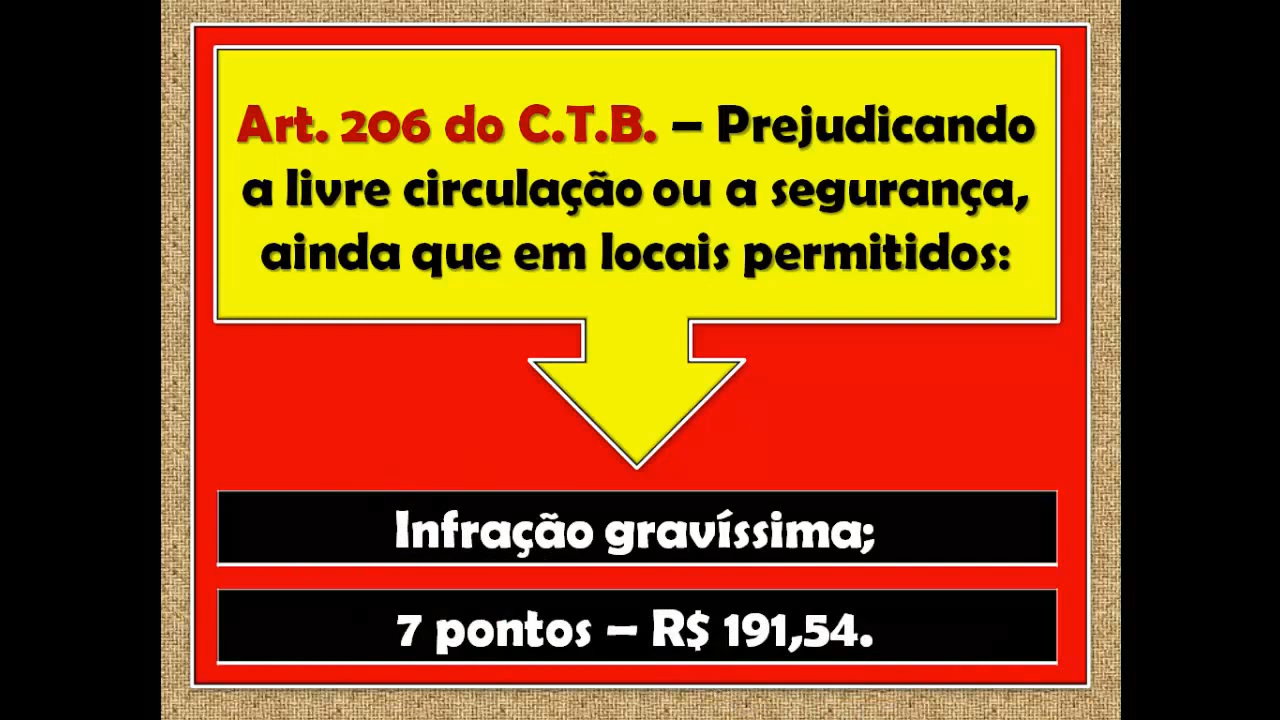 Art. 206 do C.T.B. – Prejudicando
a livre circulação ou a segurança,
ainda que em locais permitidos:
Infração gravíssima;
7 pontos – R$ 191,54.